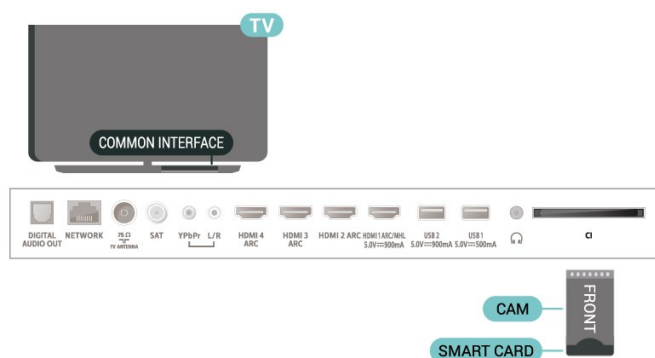 TV
COMMON INTERFACE
DIGITAL
AUDIO OUT
NETWORK
75 Ω
TV ANTENNA
SAT
YPbPr L/R
HDMI 4
ARC
HDMI 3
ARC
HDMI 2 ARC
HDMI 1 ARC/MHL
5.0V⎓900mA
USB 2
5.0V⎓900mA
USB 1
5.0V⎓500mA
CI
FRONT
CAM
SMART CARD